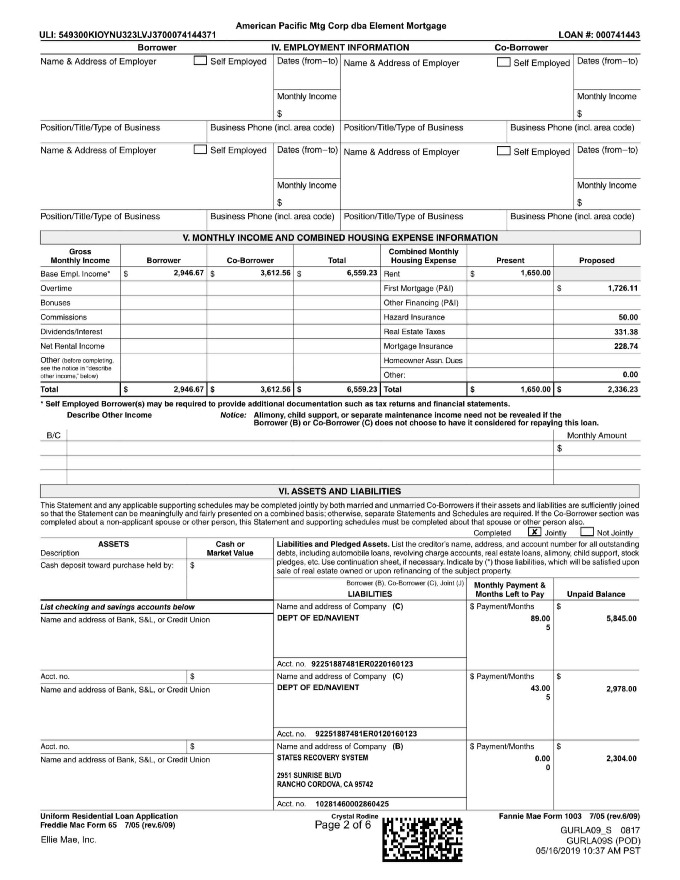 American Pacific Mtg Corp dba Element Mortgage
ULI: 549300KIOYNU323LVJ3700074144371 LOAN #: 000741443
Borrower IV. EMPLOYMENT INFORMATION Co-Borrower
Name & Address of Employer Self Employed Dates (from–to) Name & Address of Employer Self Employed Dates (from–to)
Monthly Income Monthly Income
$ $
Position/Title/Type of Business Business Phone (incl. area code) Position/Title/Type of Business Business Phone (incl. area code)
Name & Address of Employer Self Employed Dates (from–to) Name & Address of Employer Self Employed Dates (from–to)
Monthly Income Monthly Income
$ $
Position/Title/Type of Business Business Phone (incl. area code) Position/Title/Type of Business Business Phone (incl. area code)
V. MONTHLY INCOME AND COMBINED HOUSING EXPENSE INFORMATION
Gross Combined Monthly
Monthly Income Borrower Co-Borrower Total Housing Expense Present Proposed
Base Empl. Income* $ 2,946.67 $ 3,612.56 $ 6,559.23 Rent $ 1,650.00
Overtime First Mortgage (P&I) $ 1,726.11
Bonuses Other Financing (P&I)
Commissions Hazard Insurance 50.00
Dividends/Interest Real Estate Taxes 331.38
Net Rental Income Mortgage Insurance 228.74
Other (before completing, Homeowner Assn. Dues
see the notice in "describe
other income," below) Other: 0.00
Total $ 2,946.67 $ 3,612.56 $ 6,559.23 Total $ 1,650.00 $ 2,336.23
* Self Employed Borrower(s) may be required to provide additional documentation such as tax returns and financial statements.
Describe Other Income Notice: Alimony, child support, or separate maintenance income need not be revealed if the
Borrower (B) or Co-Borrower (C) does not choose to have it considered for repaying this loan.
B/C Monthly Amount
$
VI. ASSETS AND LIABILITIES
This Statement and any applicable supporting schedules may be completed jointly by both married and unmarried Co-Borrowers if their assets and liabilities are sufficiently joined
so that the Statement can be meaningfully and fairly presented on a combined basis; otherwise, separate Statements and Schedules are required. If the Co-Borrower section was
completed about a non-applicant spouse or other person, this Statement and supporting schedules must be completed about that spouse or other person also.
Completed X Jointly Not Jointly
ASSETS Cash or Market Value Liabilities and Pledged Assets. List the creditor's name, address, and account number for all outstanding
Description debts, including automobile loans, revolving charge accounts, real estate loans, alimony, child support, stock
Cash deposit toward purchase held by: $ pledges, etc. Use continuation sheet, if necessary. Indicate by (*) those liabilities, which will be satisfied upon
sale of real estate owned or upon refinancing of the subject property.
Borrower (B), Co-Borrower (C), Joint (J) Monthly Payment &
LIABILITIES Months Left to Pay Unpaid Balance
List checking and savings accounts below Name and address of Company (C) $ Payment/Months $
Name and address of Bank, S&L, or Credit Union DEPT OF ED/NAVIENT 89.00 5,845.00
5
Acct. no. 92251887481ER0220160123
Acct. no. $ Name and address of Company (C) $ Payment/Months $
Name and address of Bank, S&L, or Credit Union DEPT OF ED/NAVIENT 43.00 2,978.00
5
Acct. no. 92251887481ER0120160123
Acct. no. $ Name and address of Company (B) $ Payment/Months $
Name and address of Bank, S&L, or Credit Union STATES RECOVERY SYSTEM 0.00 2,304.00
0
2951 SUNRISE BLVD
RANCHO CORDOVA, CA 95742
Acct. no. 10281460002860425
Uniform Residential Loan Application Crystal Rodine Fannie Mae Form 1003 7/05 (rev.6/09)
Freddie Mac Form 65 7/05 (rev.6/09) Page 2 of 6
GURLA09_S 0817
Ellie Mae, Inc. GURLA09S (POD)
05/16/2019 10:37 AM PST